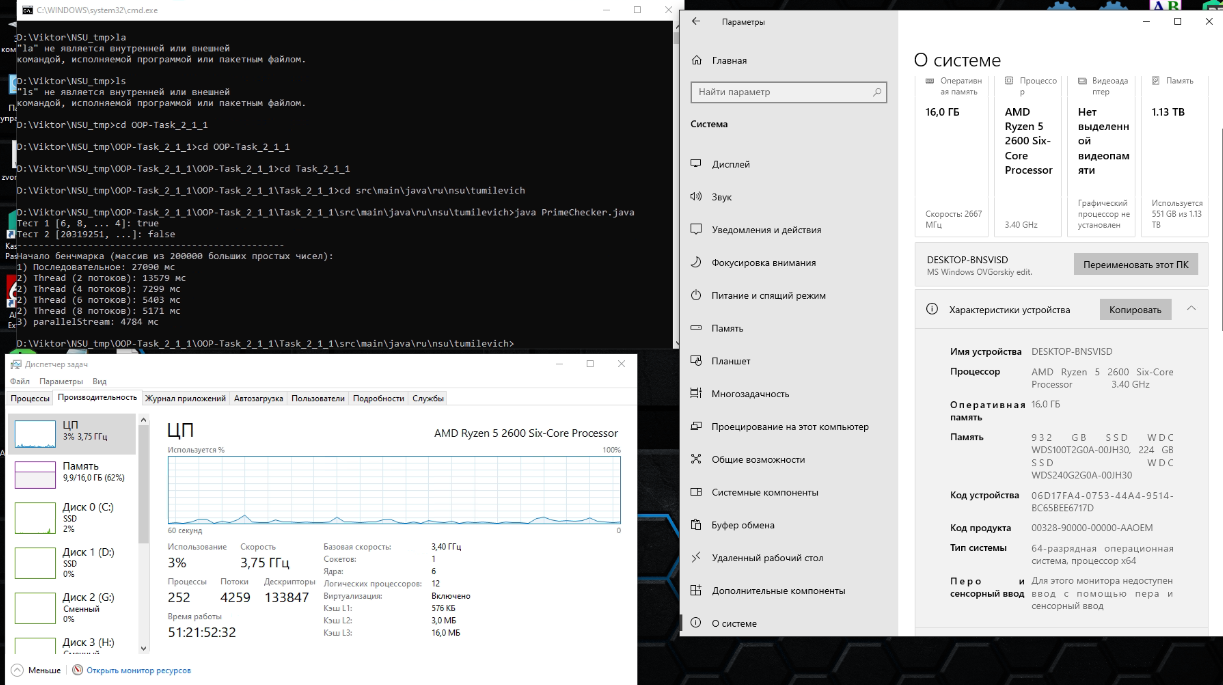 C:\WINDOWS\system32\cmd.exe
D:\Viktor\NSU_tmp>la
"la" не является внутренней или внешней
командой, исполняемой программой или пакетным файлом.
D:\Viktor\NSU_tmp>ls
"ls" не является внутренней или внешней
командой, исполняемой программой или пакетным файлом.
D:\Viktor\NSU_tmp>cd OOP-Task_2_1_1
D:\Viktor\NSU_tmp\OOP-Task_2_1_1>cd OOP-Task_2_1_1
D:\Viktor\NSU_tmp\OOP-Task_2_1_1\OOP-Task_2_1_1>cd Task_2_1_1
D:\Viktor\NSU_tmp\OOP-Task_2_1_1\OOP-Task_2_1_1\Task_2_1_1>cd src\main\java\ru\nsu\tumilevich
D:\Viktor\NSU_tmp\OOP-Task_2_1_1\OOP-Task_2_1_1\Task_2_1_1\src\main\java\ru\nsu\tumilevich>java PrimeChecker.java
Тест 1 [6, 8, ... 4]: true
Тест 2 [20319251, ...]: false
--------------------------------------------------
Начало бенчмарка (массив из 200000 больших простых чисел):
1) Последовательное: 27090 мс
2) Thread (2 потоков): 13579 мс
2) Thread (4 потоков): 7299 мс
2) Thread (6 потоков): 5403 мс
2) Thread (8 потоков): 5171 мс
3) parallelStream: 4784 мс
D:\Viktor\NSU_tmp\OOP-Task_2_1_1\OOP-Task_2_1_1\Task_2_1_1\src\main\java\ru\nsu\tumilevich>
Диспетчер задач
Файл Параметры Вид
Процессы Производительность Журнал приложений Автозагрузка Пользователи Подробности Службы
ЦП
3% 3,75 ГГц
Память
9,9/16,0 ГБ (62%)
Диск 0 (C:)
SSD
2%
Диск 1 (D:)
SSD
0%
Диск 2 (G:)
Сменный
0%
Диск 3 (H:)
ЦП AMD Ryzen 5 2600 Six-Core Processor
Используется % 100%
60 секунд 0
Использование Скорость
3% 3,75 ГГц
Процессы Потоки Дескрипторы
252 4259 133847
Время работы
51:21:52:32
Базовая скорость: 3,40 ГГц
Сокетов: 1
Ядра: 6
Логических процессоров: 12
Виртуализация: Включено
Кэш L1: 576 КБ
Кэш L2: 3,0 МБ
Кэш L3: 16,0 МБ
Меньше Открыть монитор ресурсов
Параметры
Главная
Найти параметр
Система
Дисплей
Звук
Уведомления и действия
Фокусировка внимания
Питание и спящий режим
Память
Планшет
Многозадачность
Проецирование на этот компьютер
Общие возможности
Системные компоненты
Буфер обмена
Удаленный рабочий стол
Дополнительные компоненты
О системе
О системе
Оперативн
ая память
16,0 ГБ
Скорость: 2667
МГц
Процессо
р
AMD
Ryzen 5
2600 Six-
Core
Processor
3.40 GHz
Видеоада
птер
Нет
выделенн
ой
видеопам
яти
Графический
процессор не
установлен
Память
1.13 ТВ
Используется
551 GB из 1.13
ТВ
DESKTOP-BNSVISD
MS Windows OVGorskiy edit.
Переименовать этот ПК
Характеристики устройства
Копировать
Имя устройства DESKTOP-BNSVISD
Процессор AMD Ryzen 5 2600 Six-Core
Processor 3.40 GHz
Оперативная 16,0 ГБ
память
Память 932 GB SSD WDC
WDS100T2G0A-00JH30, 224 GB
SSD WDC
WDS240G2G0A-00JH30
Код устройства 06D17FA4-0753-44A4-9514-
BC65BEE6717D
Код продукта 00328-90000-00000-AAOEM
Тип системы 64-разрядная операционная
система, процессор x64
Перо и Для этого монитора недоступен
сенсорный ввод ввод с помощью пера и
сенсорный ввод